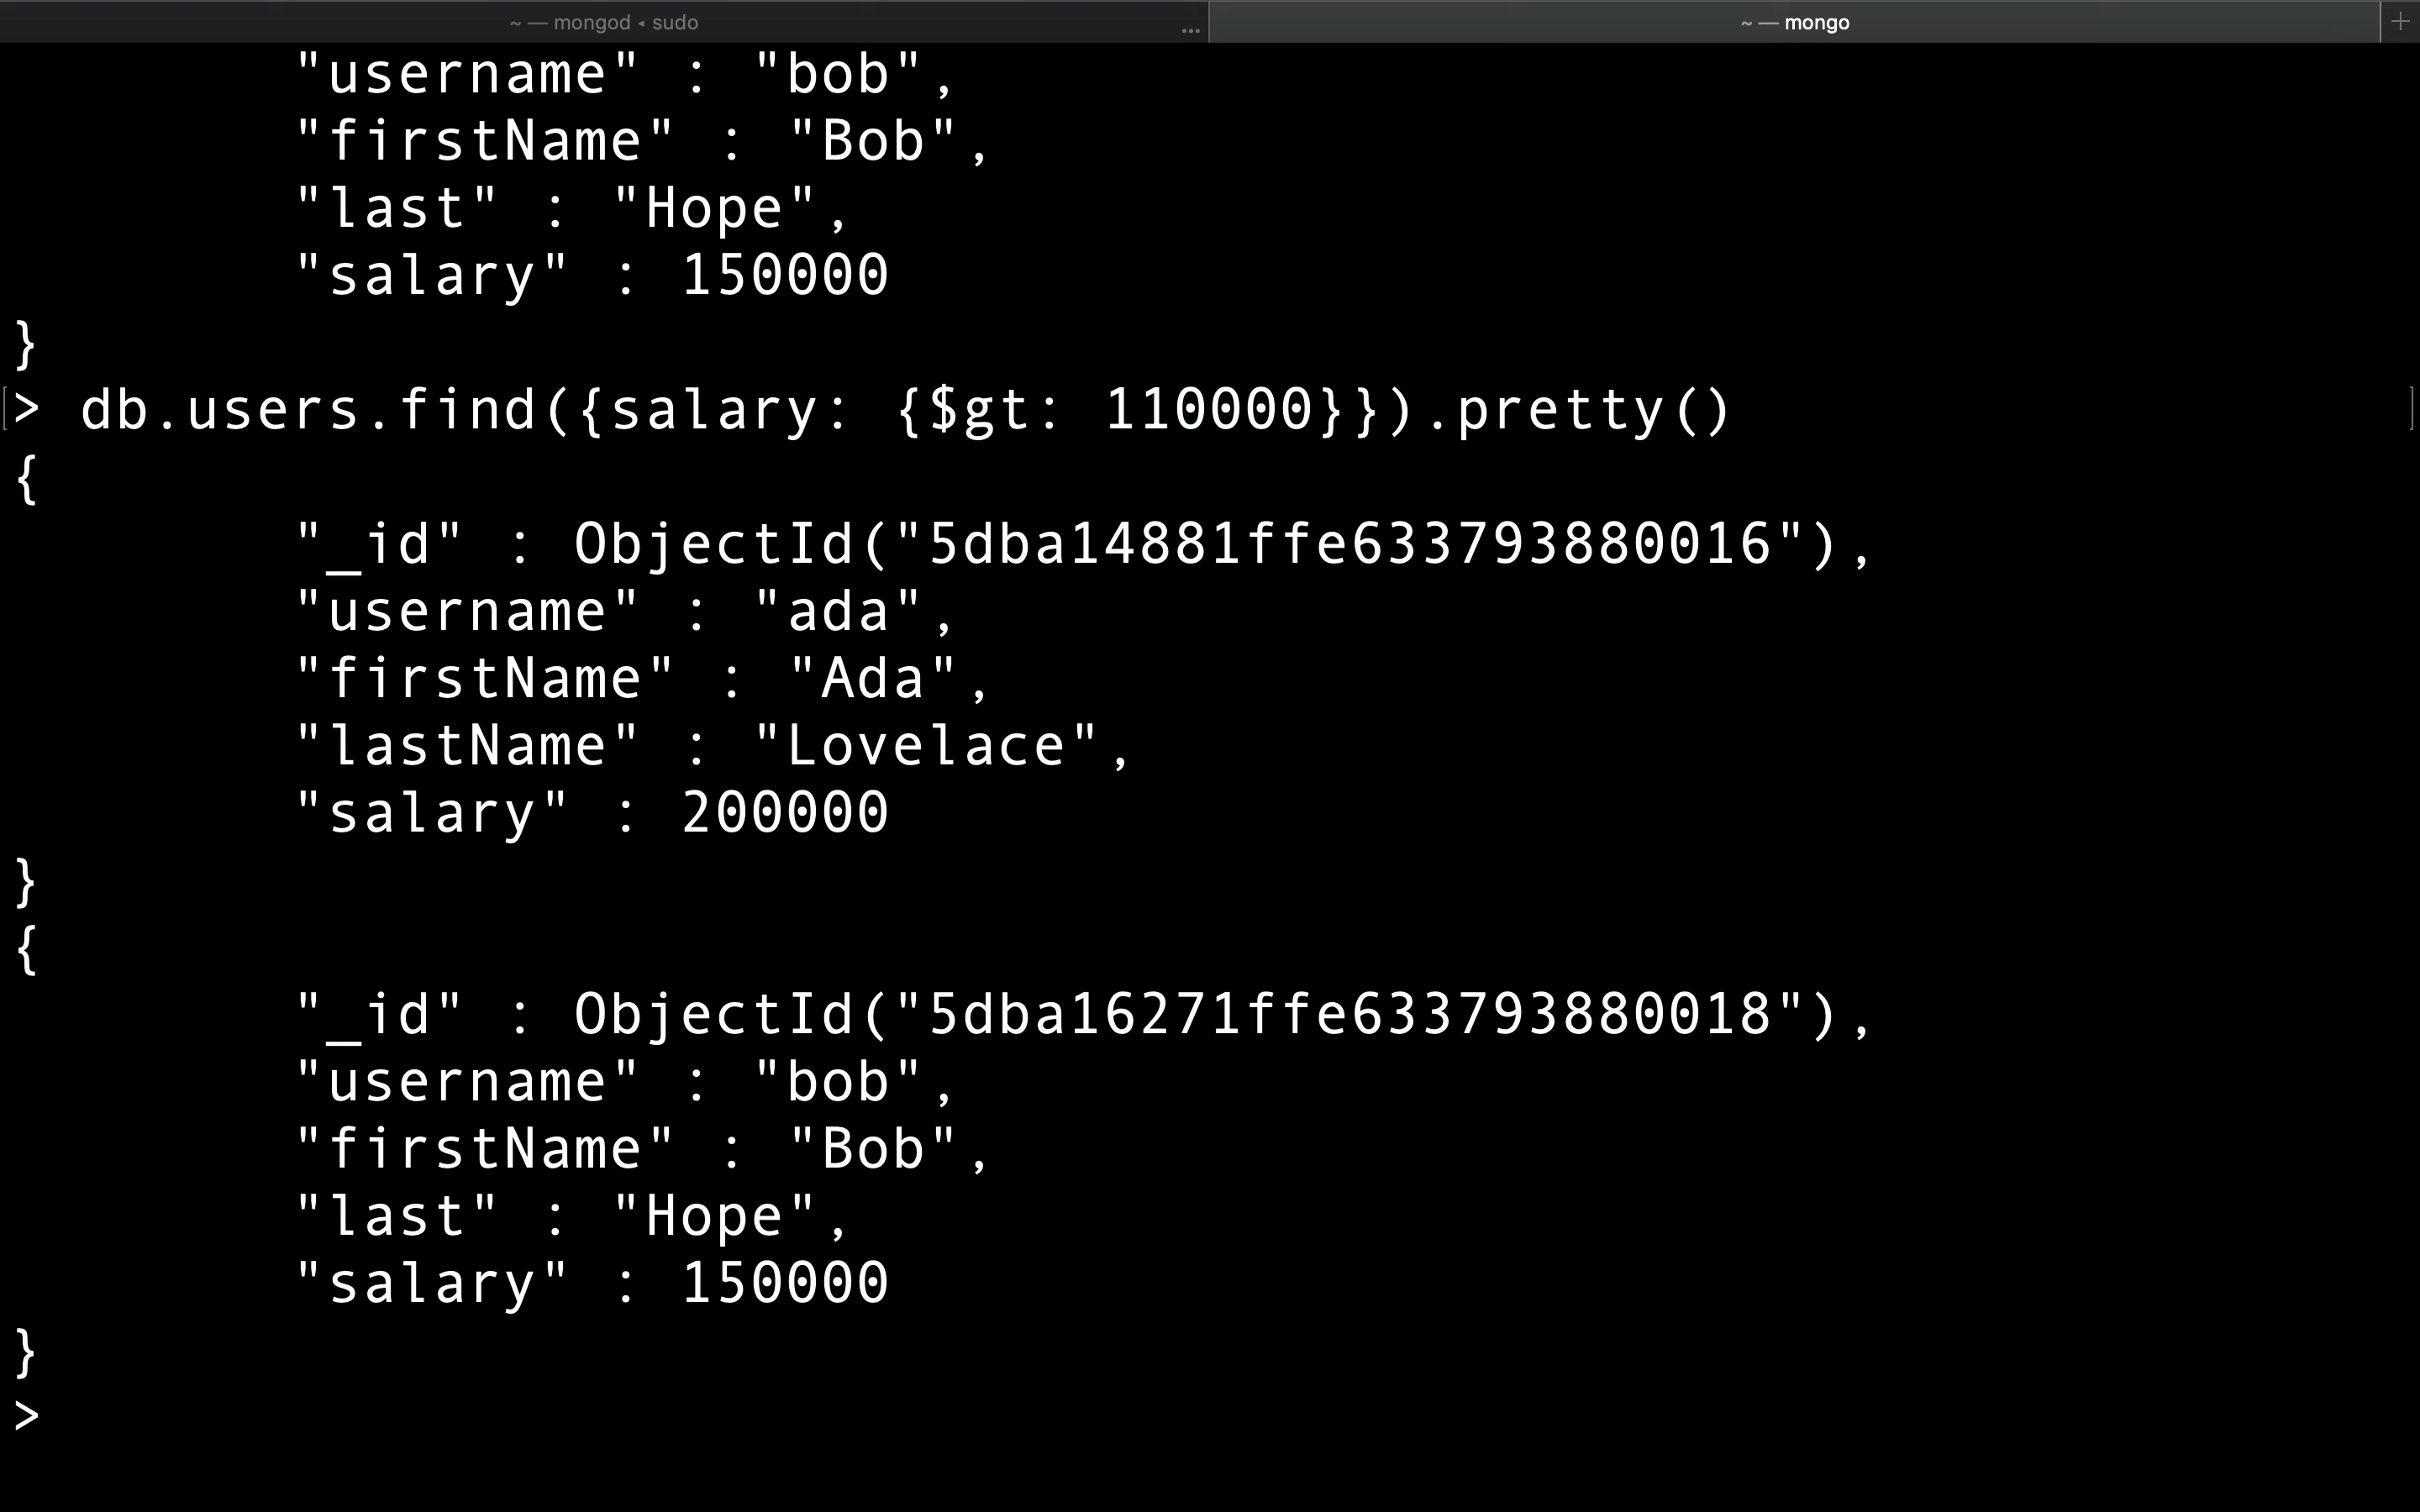 ~ — mongod ◂ sudo ... ~ — mongo +
"username" : "bob",
"firstName" : "Bob",
"last" : "Hope",
"salary" : 150000
}
> db.users.find({salary: {$gt: 110000}}).pretty()
{
"_id" : ObjectId("5dba14881ffe633793880016"),
"username" : "ada",
"firstName" : "Ada",
"lastName" : "Lovelace",
"salary" : 200000
}
{
"_id" : ObjectId("5dba16271ffe633793880018"),
"username" : "bob",
"firstName" : "Bob",
"last" : "Hope",
"salary" : 150000
}
>